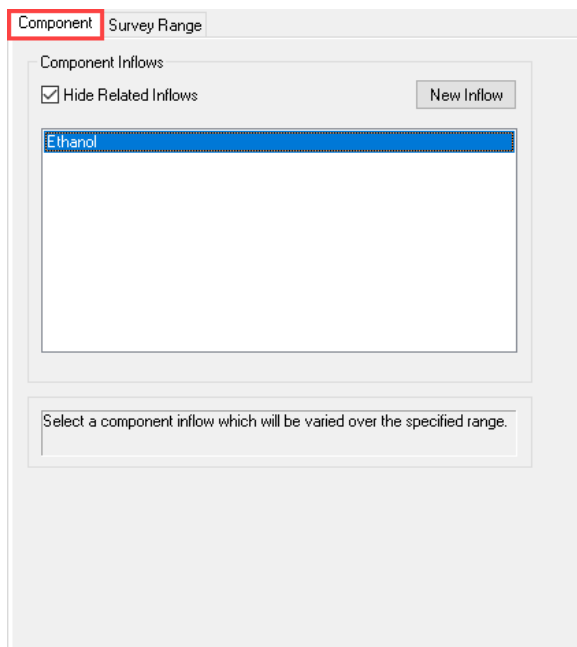 Component Survey Range
Component Inflows
Hide Related Inflows New Inflow
Ethanol
Select a component inflow which will be varied over the specified range.